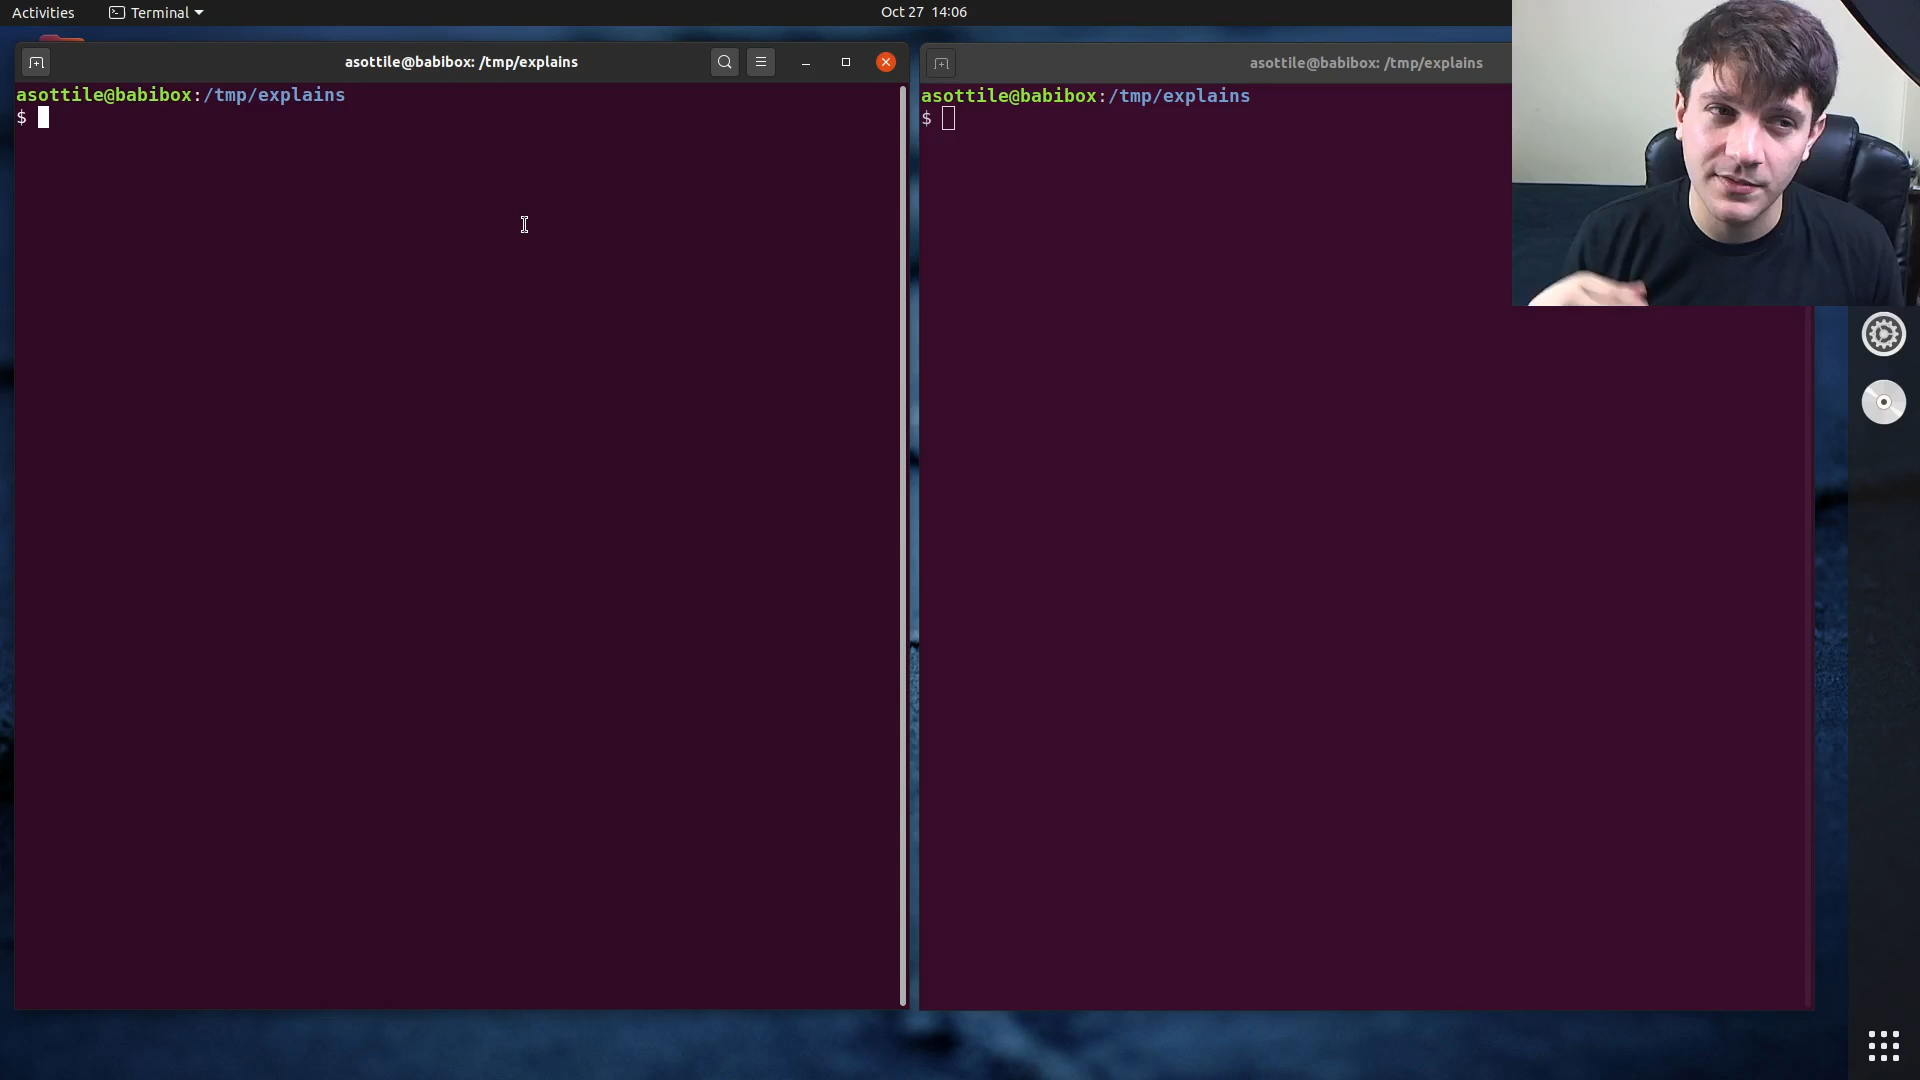 Activities
Terminal
Oct 27 14:06
asottile@babibox: /tmp/explains
asottile@babibox:/tmp/explains
$
asottile@babibox: /tmp/explains
asottile@babibox:/tmp/explains
$